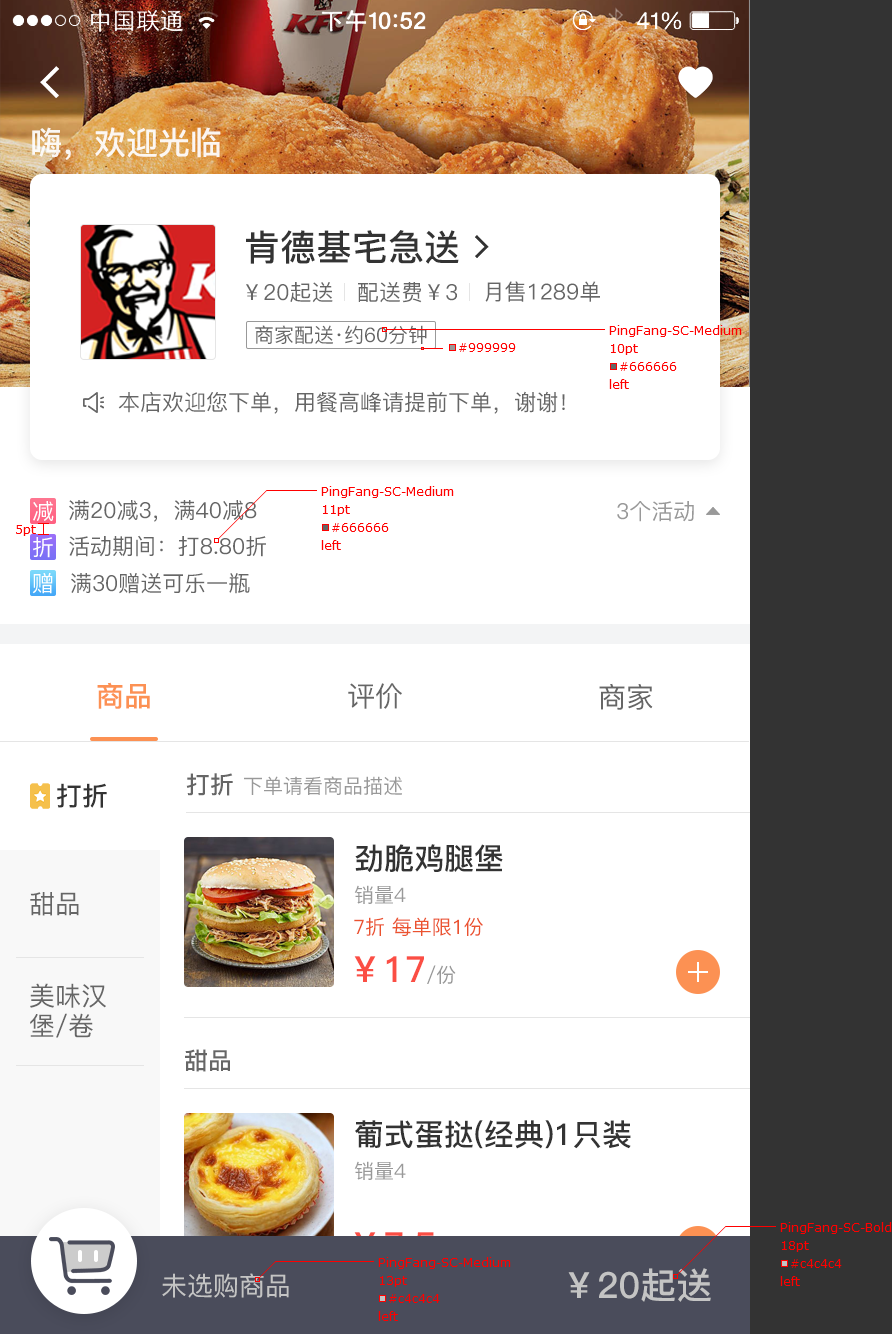 中国联通 下午10:52 41%
KFC
嗨，欢迎光临
肯德基宅急送
￥20起送 配送费￥3 月售1289单
商家配送·约60分钟
#999999
PingFang-SC-Medium
10pt
#666666
left
本店欢迎您下单，用餐高峰请提前下单，谢谢！
减 满20减3，满40减8
3个活动
PingFang-SC-Medium
11pt
#666666
left
5pt
折 活动期间：打8.80折
赠 满30赠送可乐一瓶
商品 评价 商家
打折
甜品
美味汉
堡/卷
打折 下单请看商品描述
劲脆鸡腿堡
销量4
7折 每单限1份
￥17/份
甜品
葡式蛋挞(经典)1只装
销量4
未选购商品
PingFang-SC-Medium
#c4c4c4
left
￥20起送
PingFang-SC-Bold
18pt
#c4c4c4
left